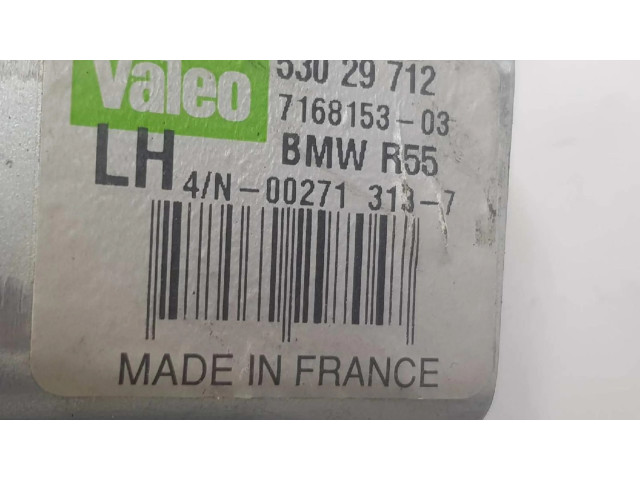 Valeo
530 29 712
7168153-03
LH
BMW R55
4/N-00271 313-7
MADE IN FRANCE